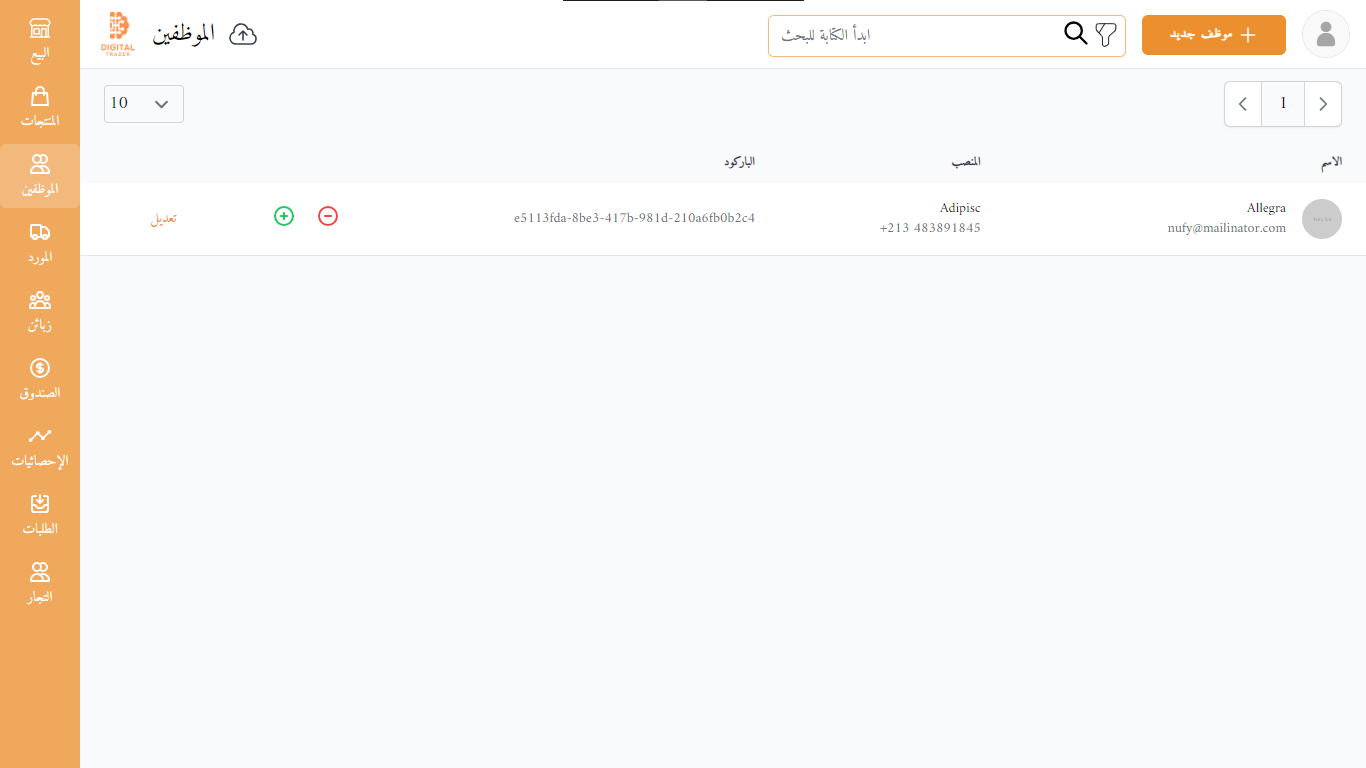 موظف جديد
ابدأ الكتابة للبحث
الموظفين
DIGITAL
TRADER
البيع
المنتجات
الموظفين
المورد
زبائن
الصندوق
الإحصائيات
الطلبات
التجار
1
10
الاسم
المنصب
الباركود
Allegra
nufy@mailinator.com
Adipisc
+213 483891845
e5113fda-8be3-417b-981d-210a6fb0b2c4
تعديل